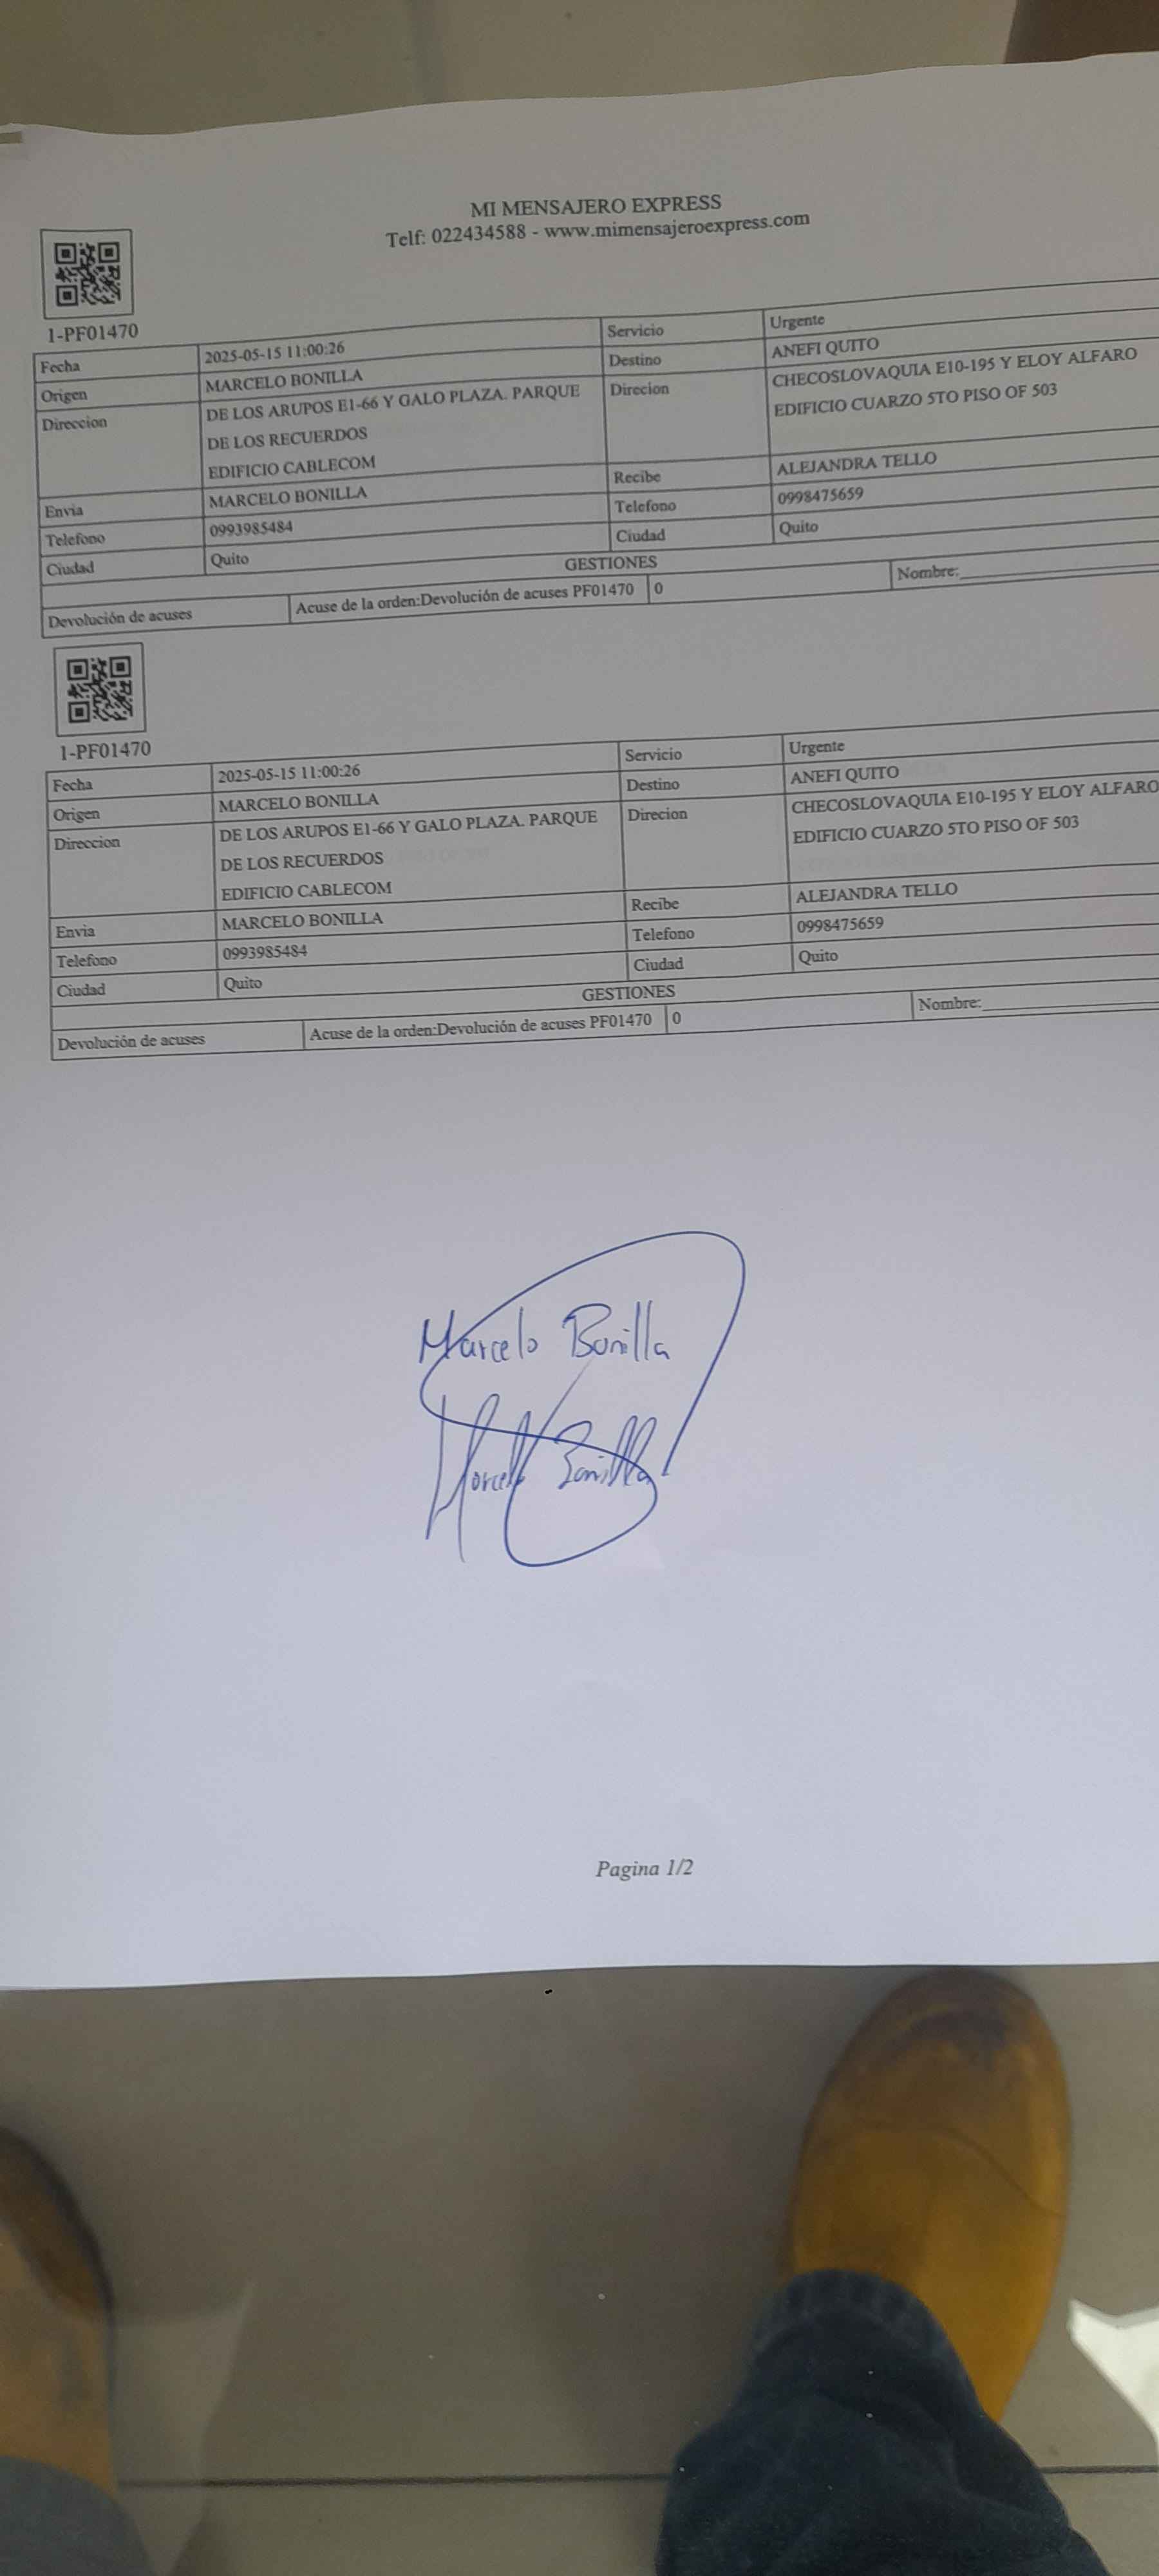 MI MENSAJERO EXPRESS
Telf: 022434588 - www.mimensajeroexpress.com
1-PF01470
Fecha 2025-05-15 11:00:26 Servicio Urgente
Origen MARCELO BONILLA Destino ANEFI QUITO
Direccion DE LOS ARUPOS E1-66 Y GALO PLAZA. PARQUE Direcion CHECOSLOVAQUIA E10-195 Y ELOY ALFARO
DE LOS RECUERDOS EDIFICIO CUARZO 5TO PISO OF 503
EDIFICIO CABLECOM
Envia MARCELO BONILLA Recibe ALEJANDRA TELLO
Telefono 0993985484 Telefono 0998475659
Ciudad Quito Ciudad Quito
GESTIONES
Devolución de acuses Acuse de la orden:Devolución de acuses PF01470 0 Nombre:
1-PF01470
Fecha 2025-05-15 11:00:26 Servicio Urgente
Origen MARCELO BONILLA Destino ANEFI QUITO
Direccion DE LOS ARUPOS E1-66 Y GALO PLAZA. PARQUE Direcion CHECOSLOVAQUIA E10-195 Y ELOY ALFARO
DE LOS RECUERDOS EDIFICIO CUARZO 5TO PISO OF 503
EDIFICIO CABLECOM
Envia MARCELO BONILLA Recibe ALEJANDRA TELLO
Telefono 0993985484 Telefono 0998475659
Ciudad Quito Ciudad Quito
GESTIONES
Devolución de acuses Acuse de la orden:Devolución de acuses PF01470 0 Nombre:
Marcelo Bonilla
Marcelo Bonilla
Pagina 1/2